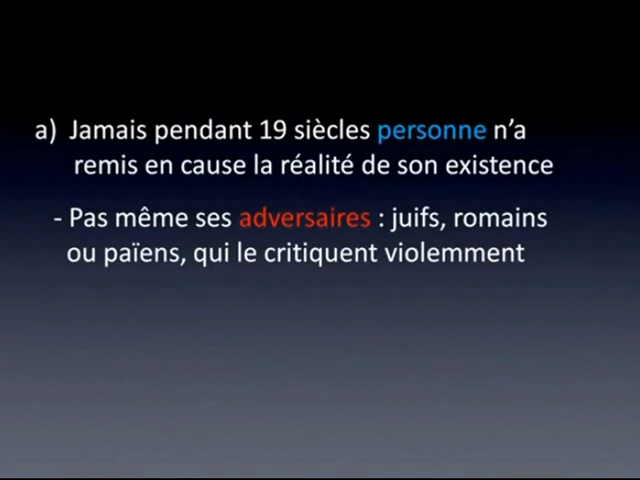 a) Jamais pendant 19 siècles personne n'a
remis en cause la réalité de son existence
- Pas même ses adversaires : juifs, romains
ou païens, qui le critiquent violemment